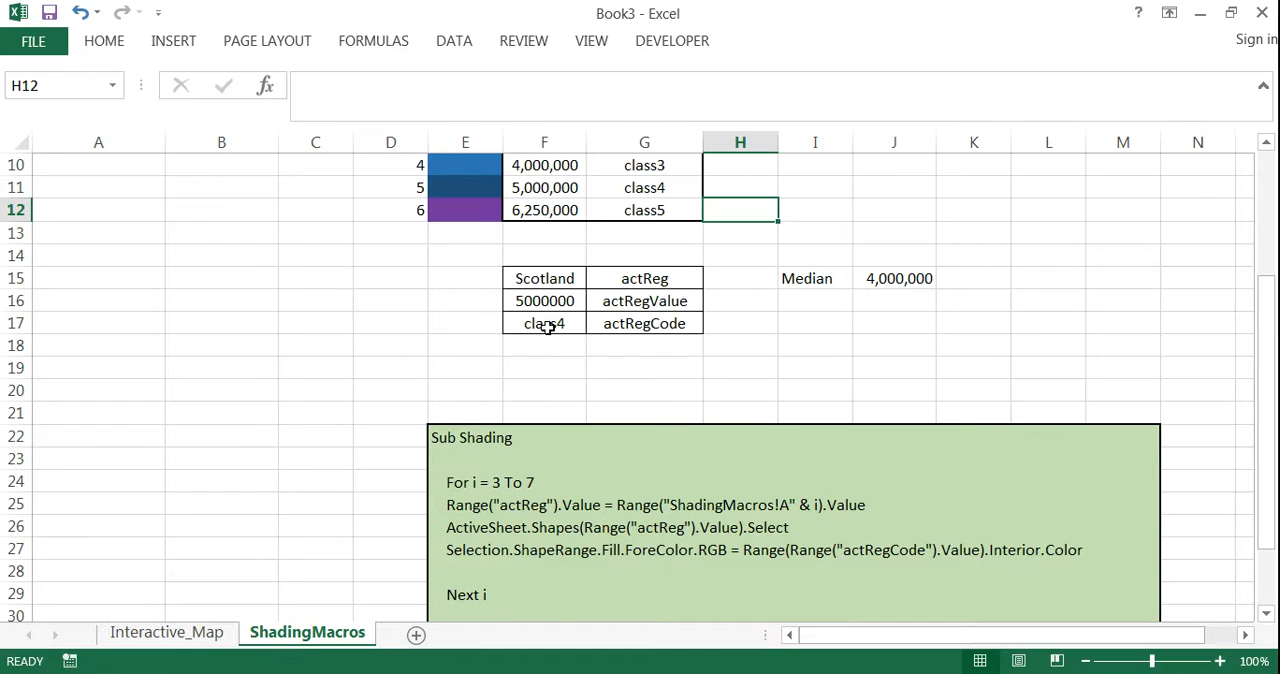 Book3 - Excel
?
FILE HOME INSERT PAGE LAYOUT FORMULAS DATA REVIEW VIEW DEVELOPER Sign in
H12 fx
A B C D E F G H I J K L M N
10 4 4,000,000 class3
11 5 5,000,000 class4
12 6 6,250,000 class5
13
14
15 Scotland actReg Median 4,000,000
16 5000000 actRegValue
17 class4 actRegCode
18
19
20
21
22 Sub Shading
23
24 For i = 3 To 7
25 Range("actReg").Value = Range("ShadingMacros!A" & i).Value
26 ActiveSheet.Shapes(Range("actReg").Value).Select
27 Selection.ShapeRange.Fill.ForeColor.RGB = Range(Range("actRegCode").Value).Interior.Color
28
29 Next i
30
Interactive_Map ShadingMacros
READY 100%